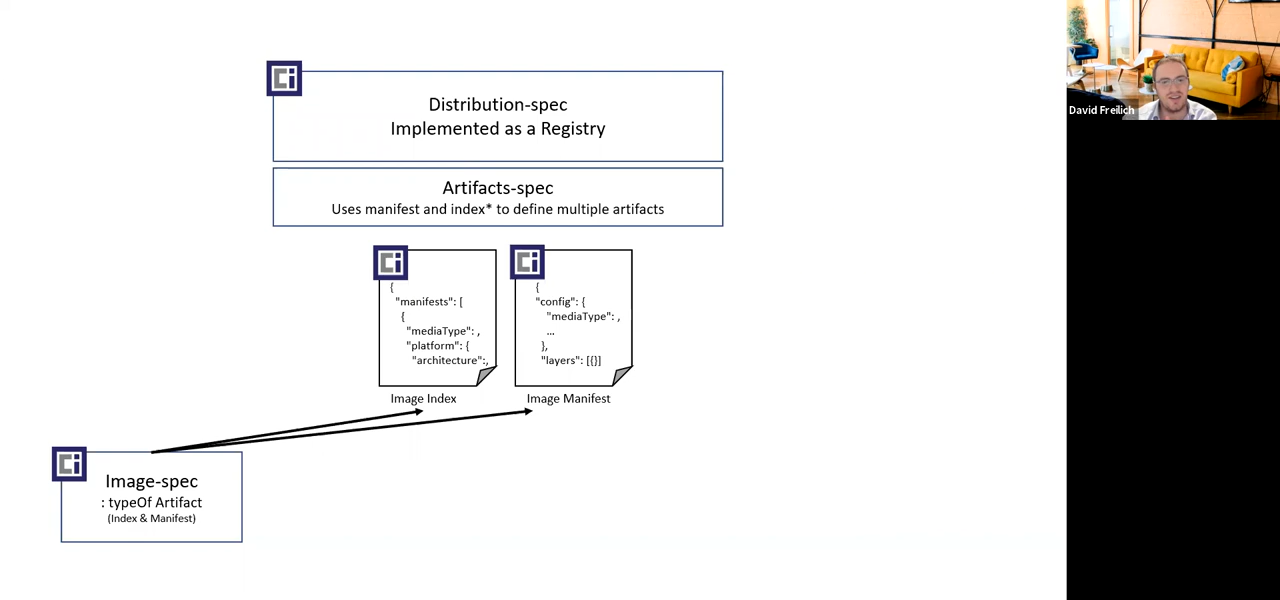 Distribution-spec
Implemented as a Registry
Artifacts-spec
Uses manifest and index* to define multiple artifacts
{
"manifests": [
{
"mediaType": ,
"platform": {
"architecture":,
Image Index
{
"config": {
"mediaType": ,
...
},
"layers": [{}]
Image Manifest
Image-spec
: typeOf Artifact
(Index & Manifest)
David Freilich